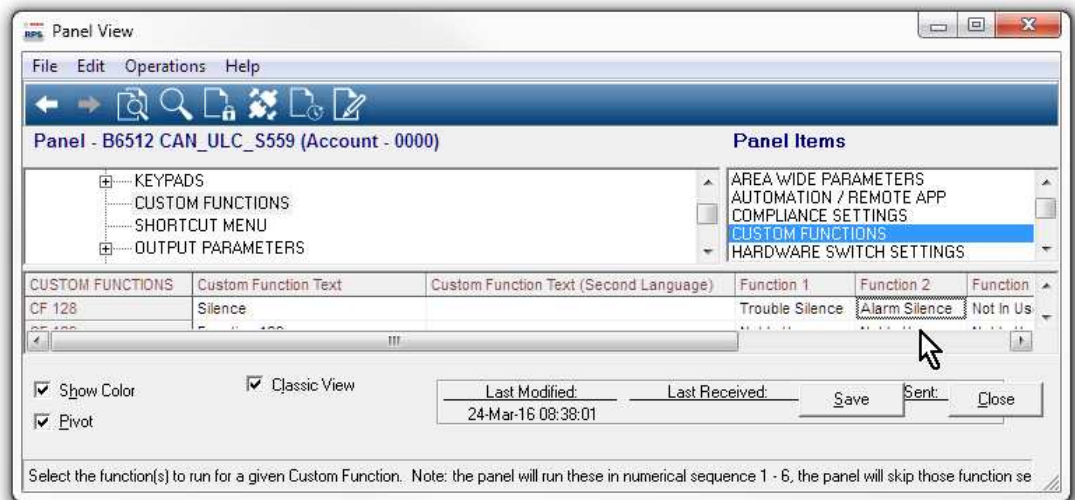 RPS Panel View
File Edit Operations Help
Panel - B6512 CAN_ULC_S559 (Account - 0000)
Panel Items
KEYPADS
CUSTOM FUNCTIONS
SHORTCUT MENU
OUTPUT PARAMETERS
AREA WIDE PARAMETERS
AUTOMATION / REMOTE APP
COMPLIANCE SETTINGS
CUSTOM FUNCTIONS
HARDWARE SWITCH SETTINGS
CUSTOM FUNCTIONS Custom Function Text Custom Function Text (Second Language) Function 1 Function 2 Function
CF 128 Silence Trouble Silence Alarm Silence Not In Us
Show Color Classic View
Pivot
Last Modified: Last Received: Sent:
24-Mar-16 08:38:01
Save Close
Select the function(s) to run for a given Custom Function. Note: the panel will run these in numerical sequence 1 - 6, the panel will skip those function se